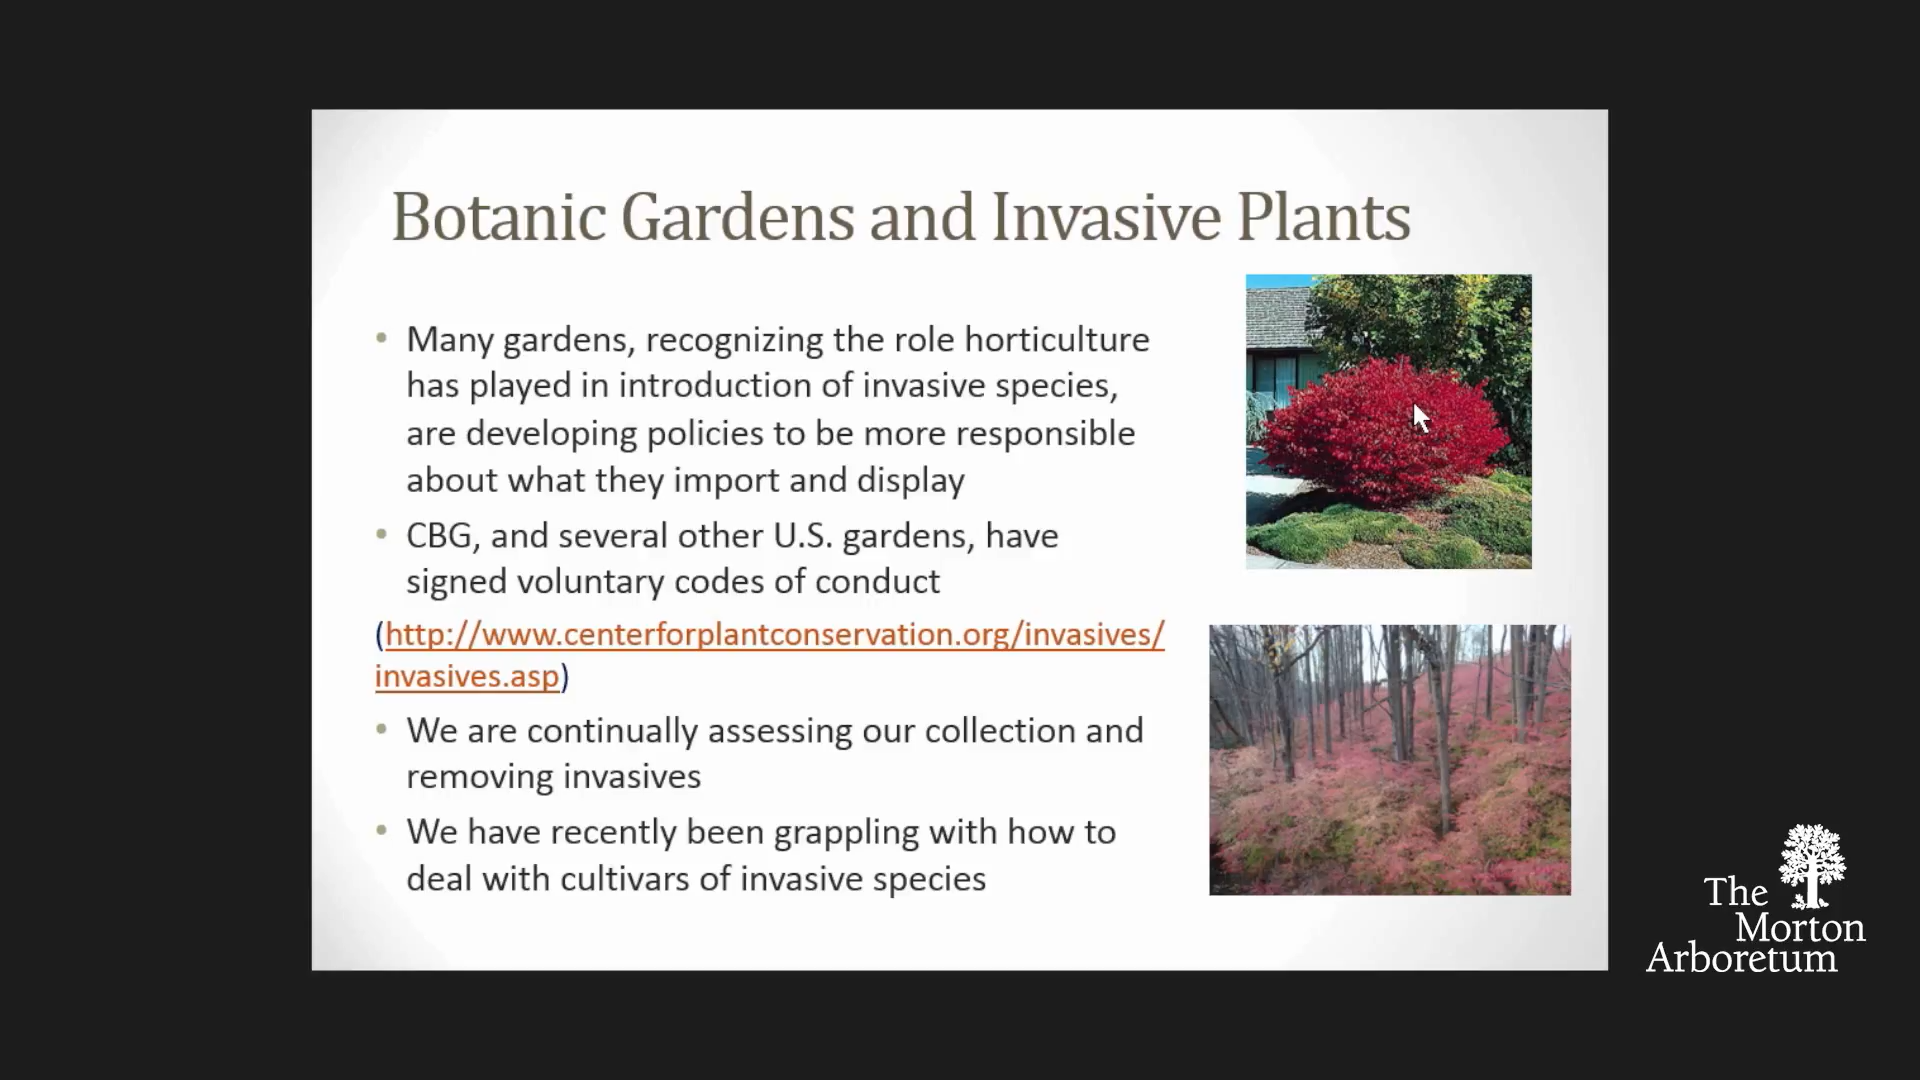 Botanic Gardens and Invasive Plants
• Many gardens, recognizing the role horticulture
has played in introduction of invasive species,
are developing policies to be more responsible
about what they import and display
• CBG, and several other U.S. gardens, have
signed voluntary codes of conduct
(http://www.centerforplantconservation.org/invasives/
invasives.asp)
• We are continually assessing our collection and
removing invasives
• We have recently been grappling with how to
deal with cultivars of invasive species
The
Morton
Arboretum